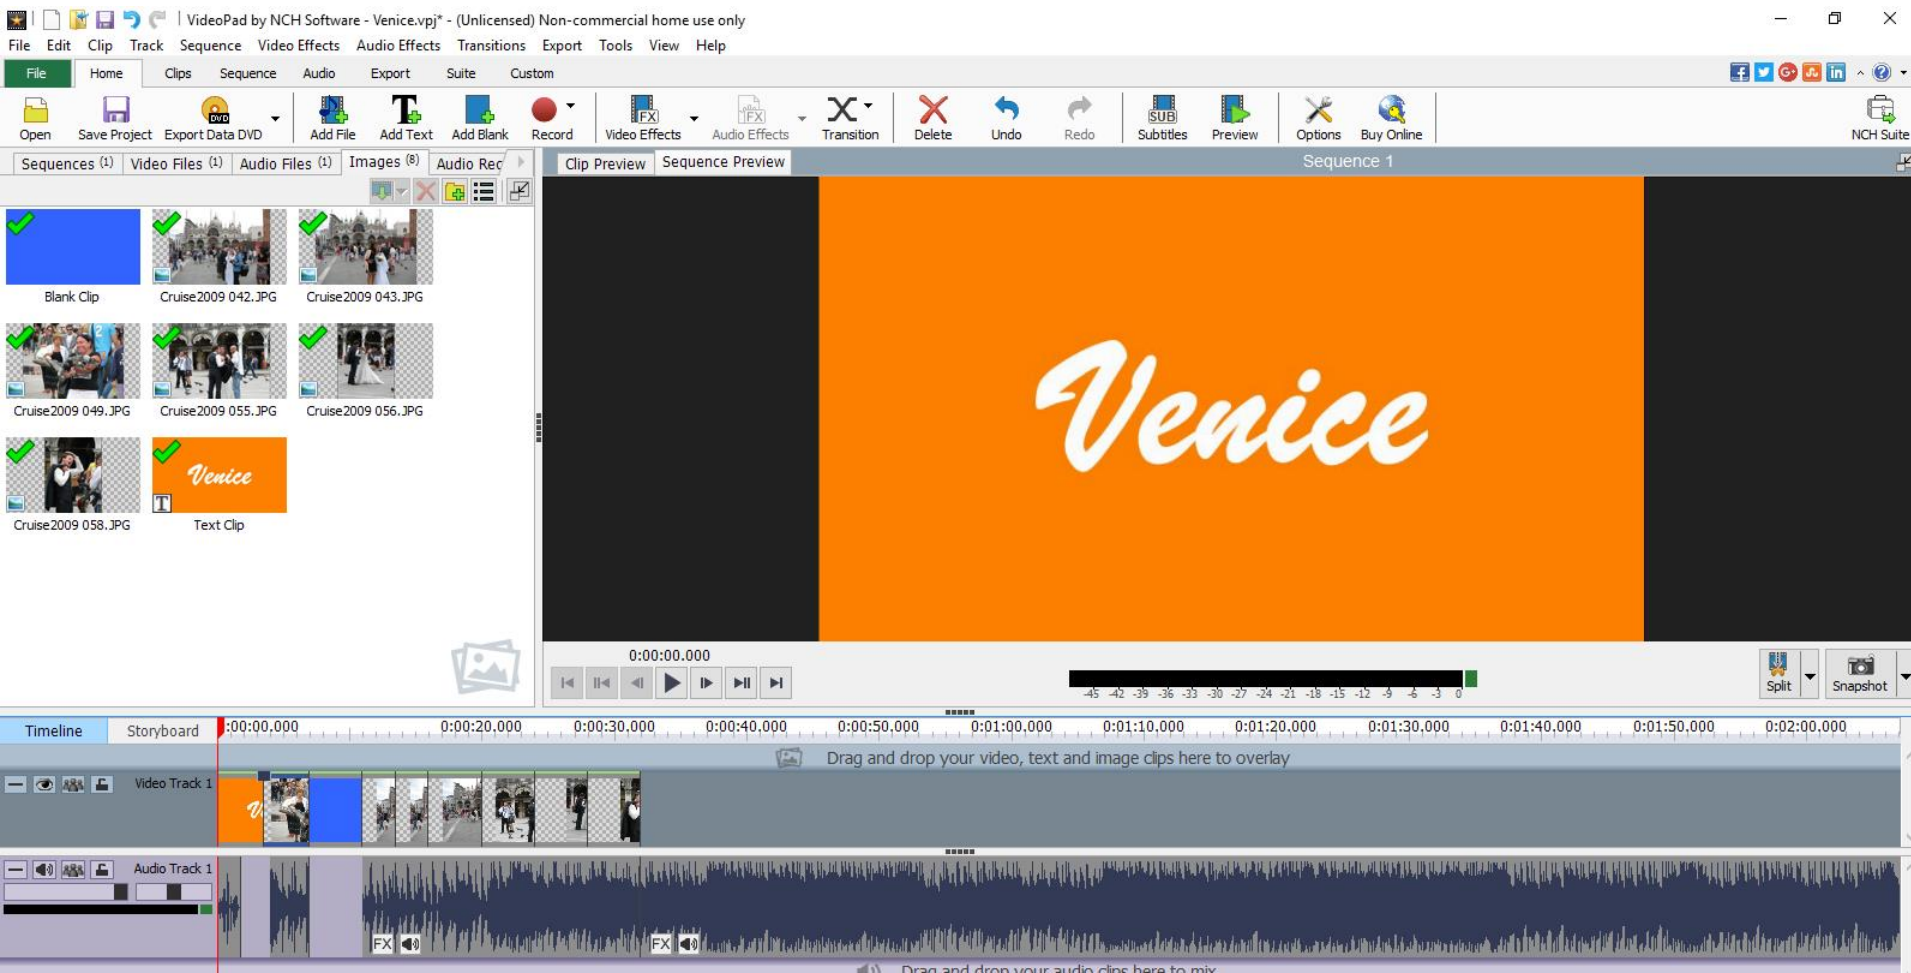 VideoPad by NCH Software - Venice.vpj* - (Unlicensed) Non-commercial home use only
File Edit Clip Track Sequence Video Effects Audio Effects Transitions Export Tools View Help
File Home Clips Sequence Audio Export Suite Custom
Open Save Project Export Data DVD Add File Add Text Add Blank Record Video Effects Audio Effects Transition Delete Undo Redo Subtitles Preview Options Buy Online NCH Suite
Sequences (1) Video Files (1) Audio Files (1) Images (8) Audio Rec
Clip Preview Sequence Preview Sequence 1
Blank Clip Cruise2009 042.JPG Cruise2009 043.JPG
Cruise2009 049.JPG Cruise2009 055.JPG Cruise2009 056.JPG
Venice
Cruise2009 058.JPG Text Clip
Venice
0:00:00.000
-45 -42 -39 -36 -33 -30 -27 -24 -21 -18 -15 -12 -9 -6 -3 0
Split Snapshot
Timeline Storyboard :00:00,000 0:00:20,000 0:00:30,000 0:00:40,000 0:00:50,000 0:01:00,000 0:01:10,000 0:01:20,000 0:01:30,000 0:01:40,000 0:01:50,000 0:02:00,000
Drag and drop your video, text and image clips here to overlay
Video Track 1
Audio Track 1
FX FX
Drag and drop your audio clips here to mix